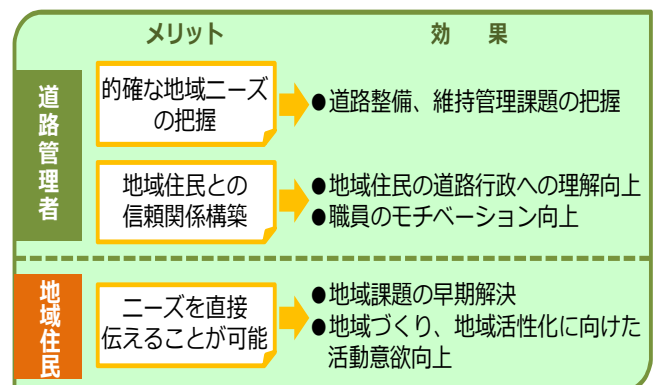 メリット
効　果
道路管理者
的確な地域ニーズ
の把握
●道路整備、維持管理課題の把握
地域住民との
信頼関係構築
●地域住民の道路行政への理解向上
●職員のモチベーション向上
地域住民
ニーズを直接
伝えることが可能
●地域課題の早期解決
●地域づくり、地域活性化に向けた
活動意欲向上